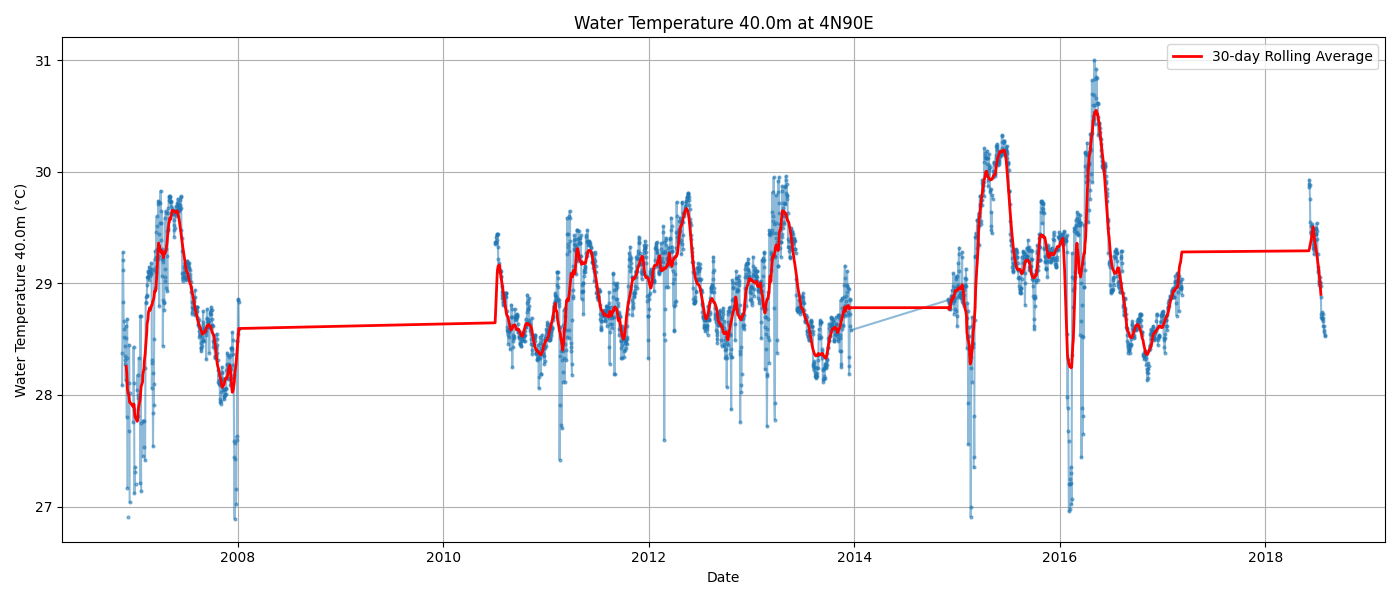 Water Temperature 40.0m at 4N90E
30-day Rolling Average
Water Temperature 40.0m (°C)
31
30
29
28
27
2008
2010
2012
2014
2016
2018
Date